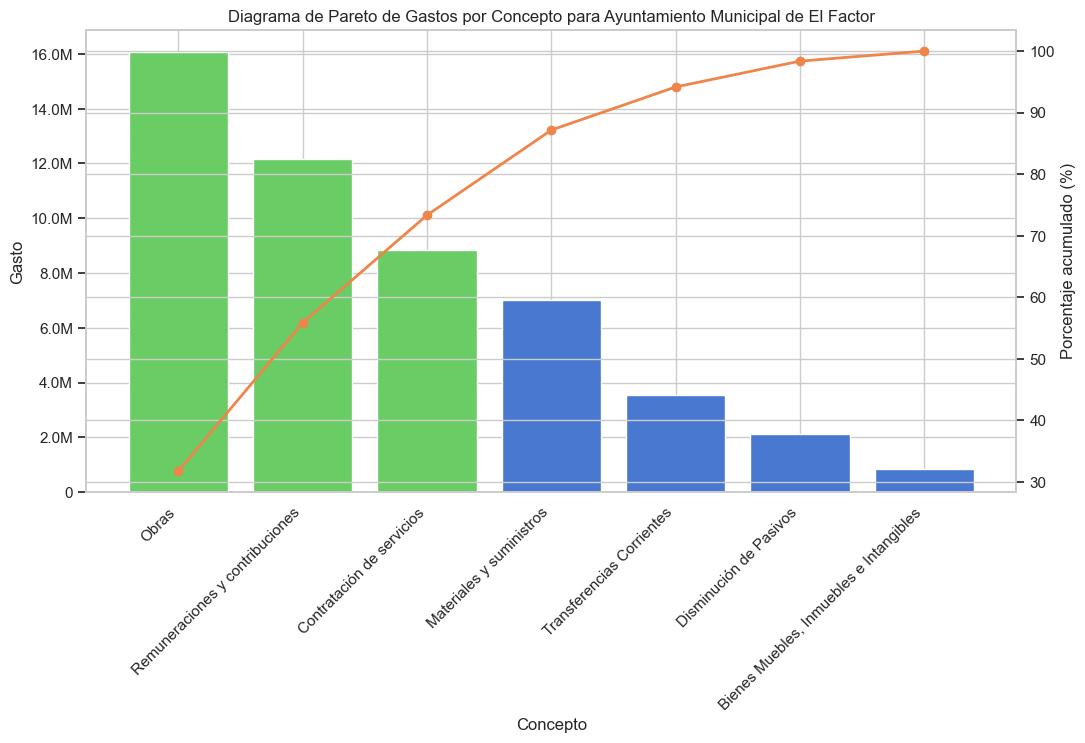 Diagrama de Pareto de Gastos por Concepto para Ayuntamiento Municipal de El Factor
Gasto
16.0M
14.0M
12.0M
10.0M
8.0M
6.0M
4.0M
2.0M
0
100
90
80
70
60
50
40
30
Porcentaje acumulado (%)
Obras
Remuneraciones y contribuciones
Contratación de servicios
Materiales y suministros
Transferencias Corrientes
Disminución de Pasivos
Bienes Muebles, Inmuebles e Intangibles
Concepto